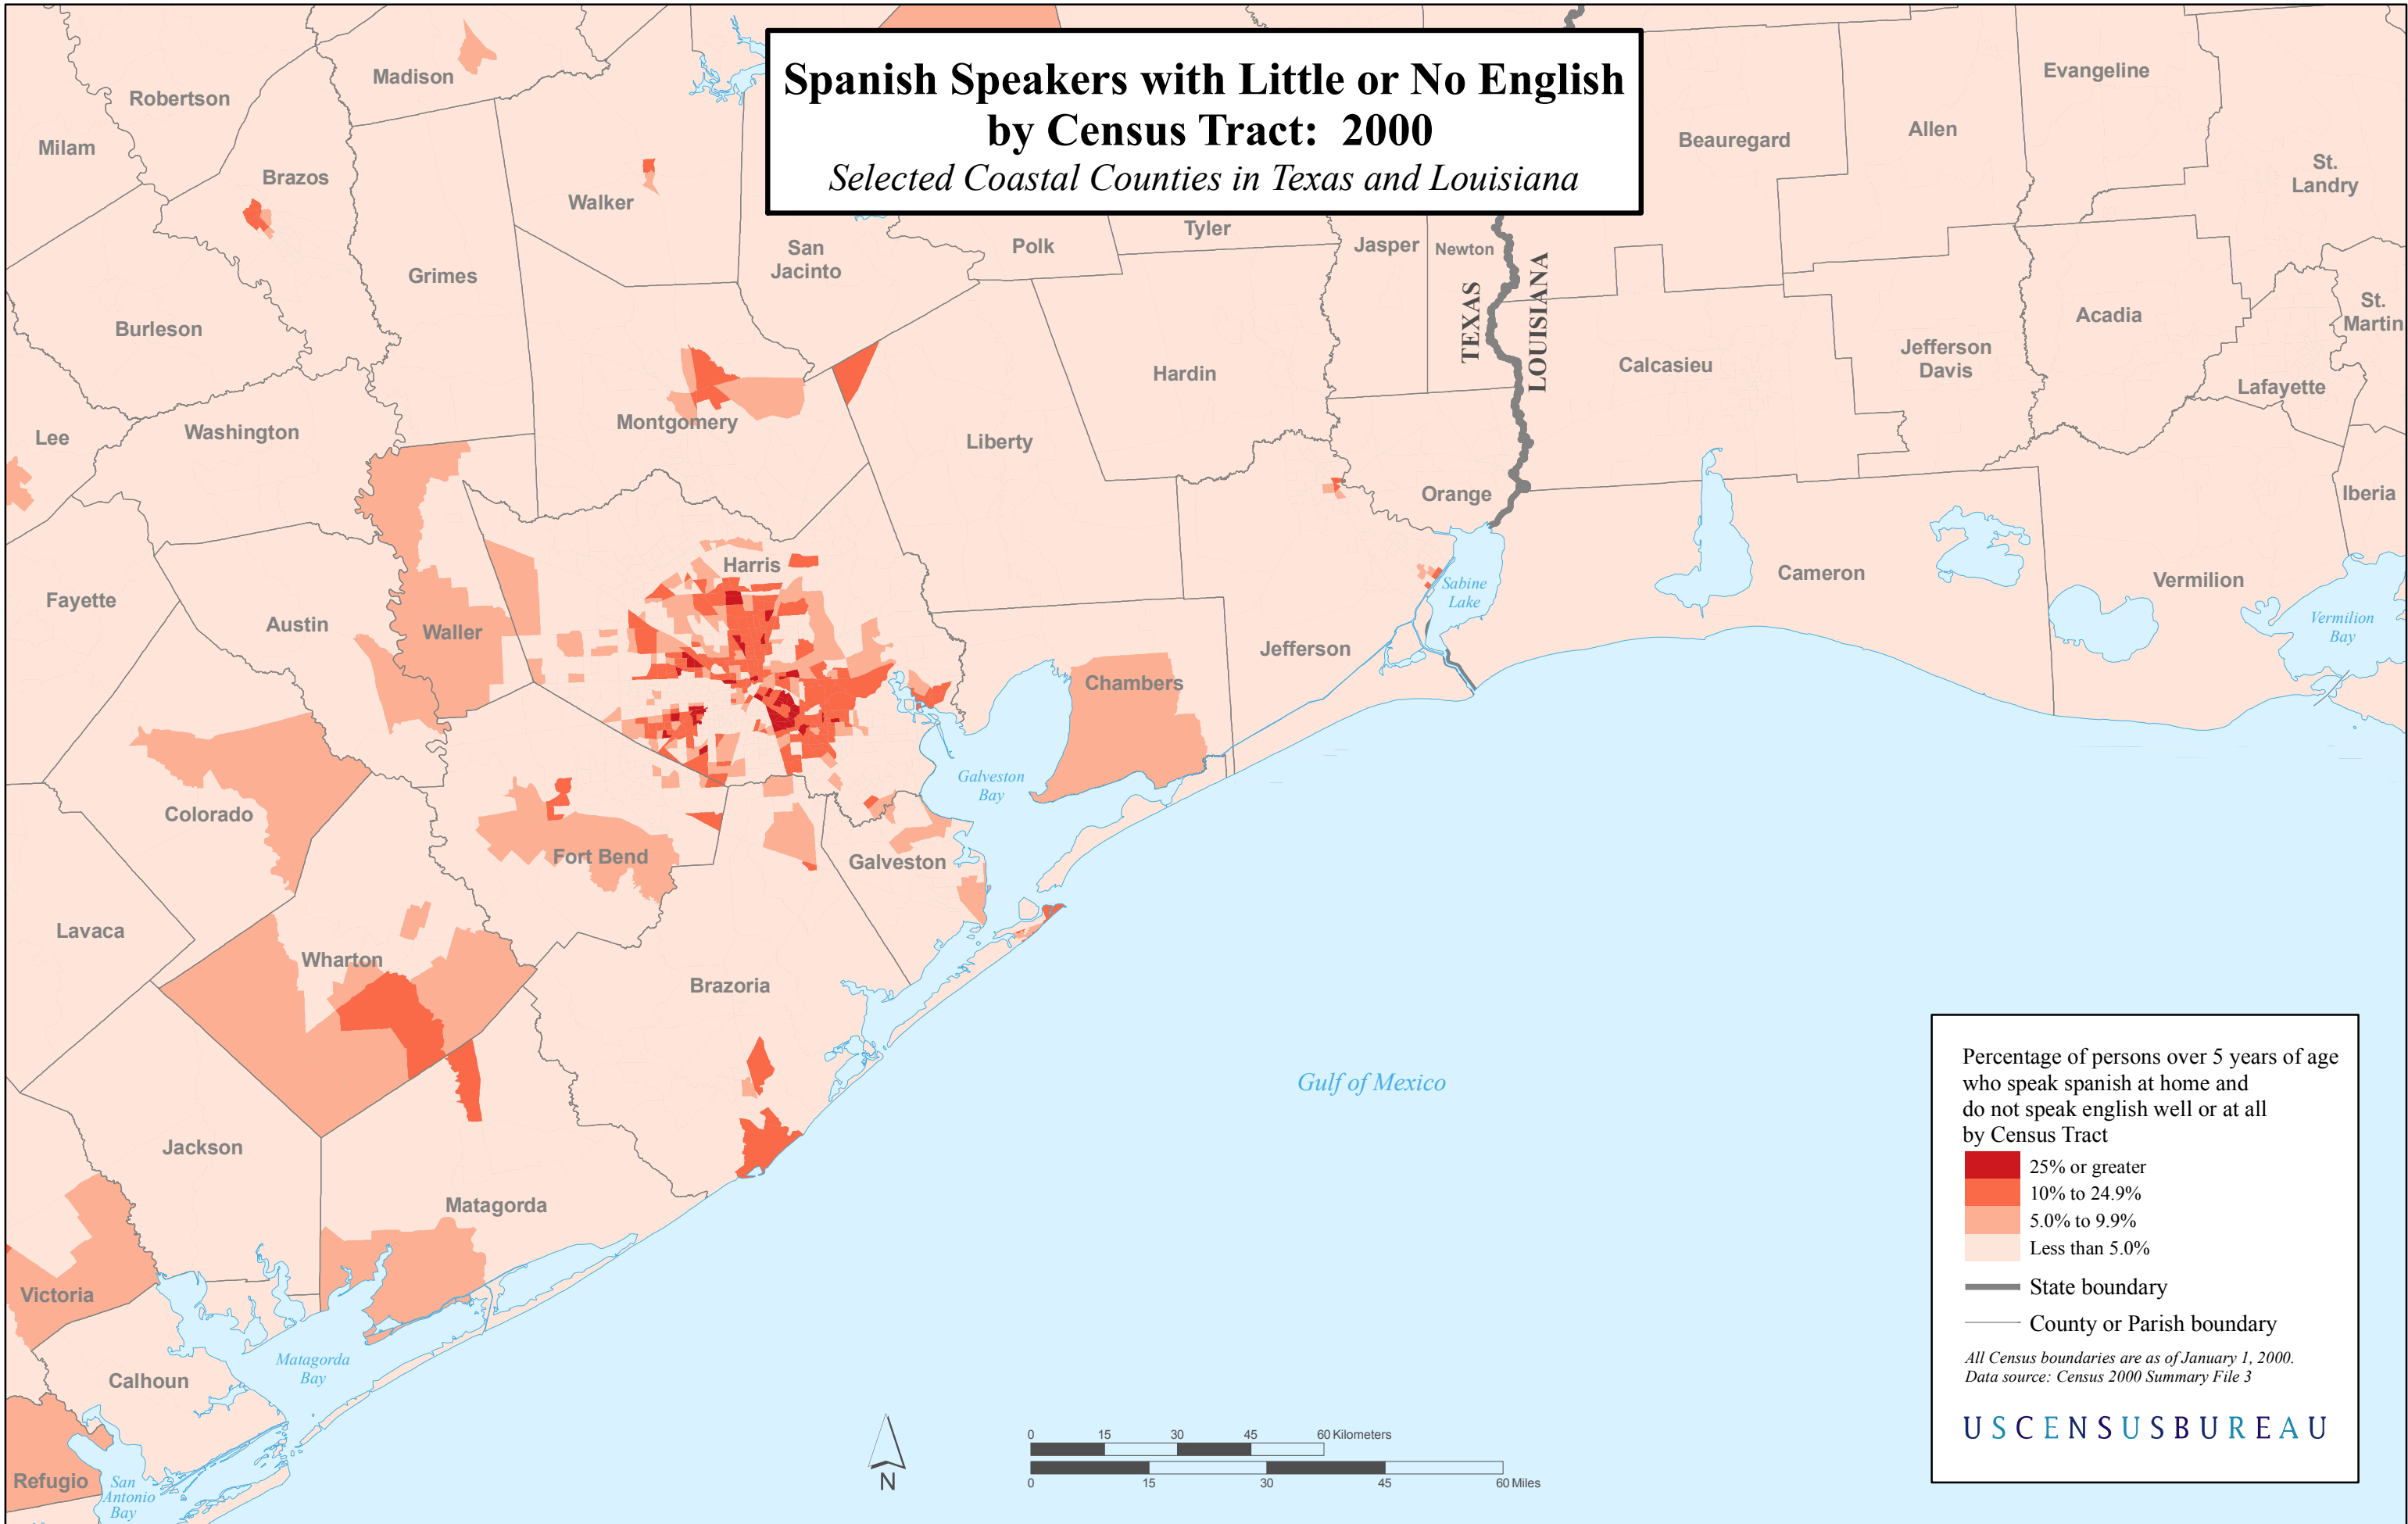 Spanish Speakers with Little or No English
by Census Tract:  2000
Selected Coastal Counties in Texas and Louisiana
Madison
Robertson
Milam
Brazos
Walker
Grimes
Burleson
San
Jacinto
Polk
Tyler
Jasper
Newton
TEXAS
LOUISIANA
Beauregard
Allen
Evangeline
St.
Landry
Acadia
St.
Martin
Calcasieu
Jefferson
Davis
Lafayette
Hardin
Lee
Washington
Montgomery
Liberty
Orange
Iberia
Harris
Fayette
Austin
Waller
Sabine
Lake
Cameron
Vermilion
Vermilion
Bay
Jefferson
Chambers
Galveston
Bay
Colorado
Fort Bend
Galveston
Lavaca
Wharton
Brazoria
Gulf of Mexico
Jackson
Matagorda
Victoria
Matagorda
Bay
Calhoun
Refugio
San
Antonio
Bay
N
0 15 30 45 60 Kilometers
0 15 30 45 60 Miles
Percentage of persons over 5 years of age
who speak spanish at home and
do not speak english well or at all
by Census Tract
25% or greater
10% to 24.9%
5.0% to 9.9%
Less than 5.0%
State boundary
County or Parish boundary
All Census boundaries are as of January 1, 2000.
Data source: Census 2000 Summary File 3
USCENSUSBUREAU